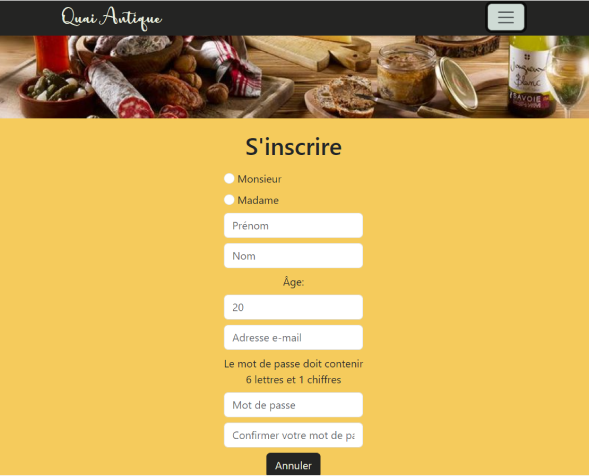 Quai Antique
Savoie
S'inscrire
Monsieur
Madame
Prénom
Nom
Âge:
20
Adresse e-mail
Le mot de passe doit contenir
6 lettres et 1 chiffres
Mot de passe
Confirmer votre mot de pa
Annuler